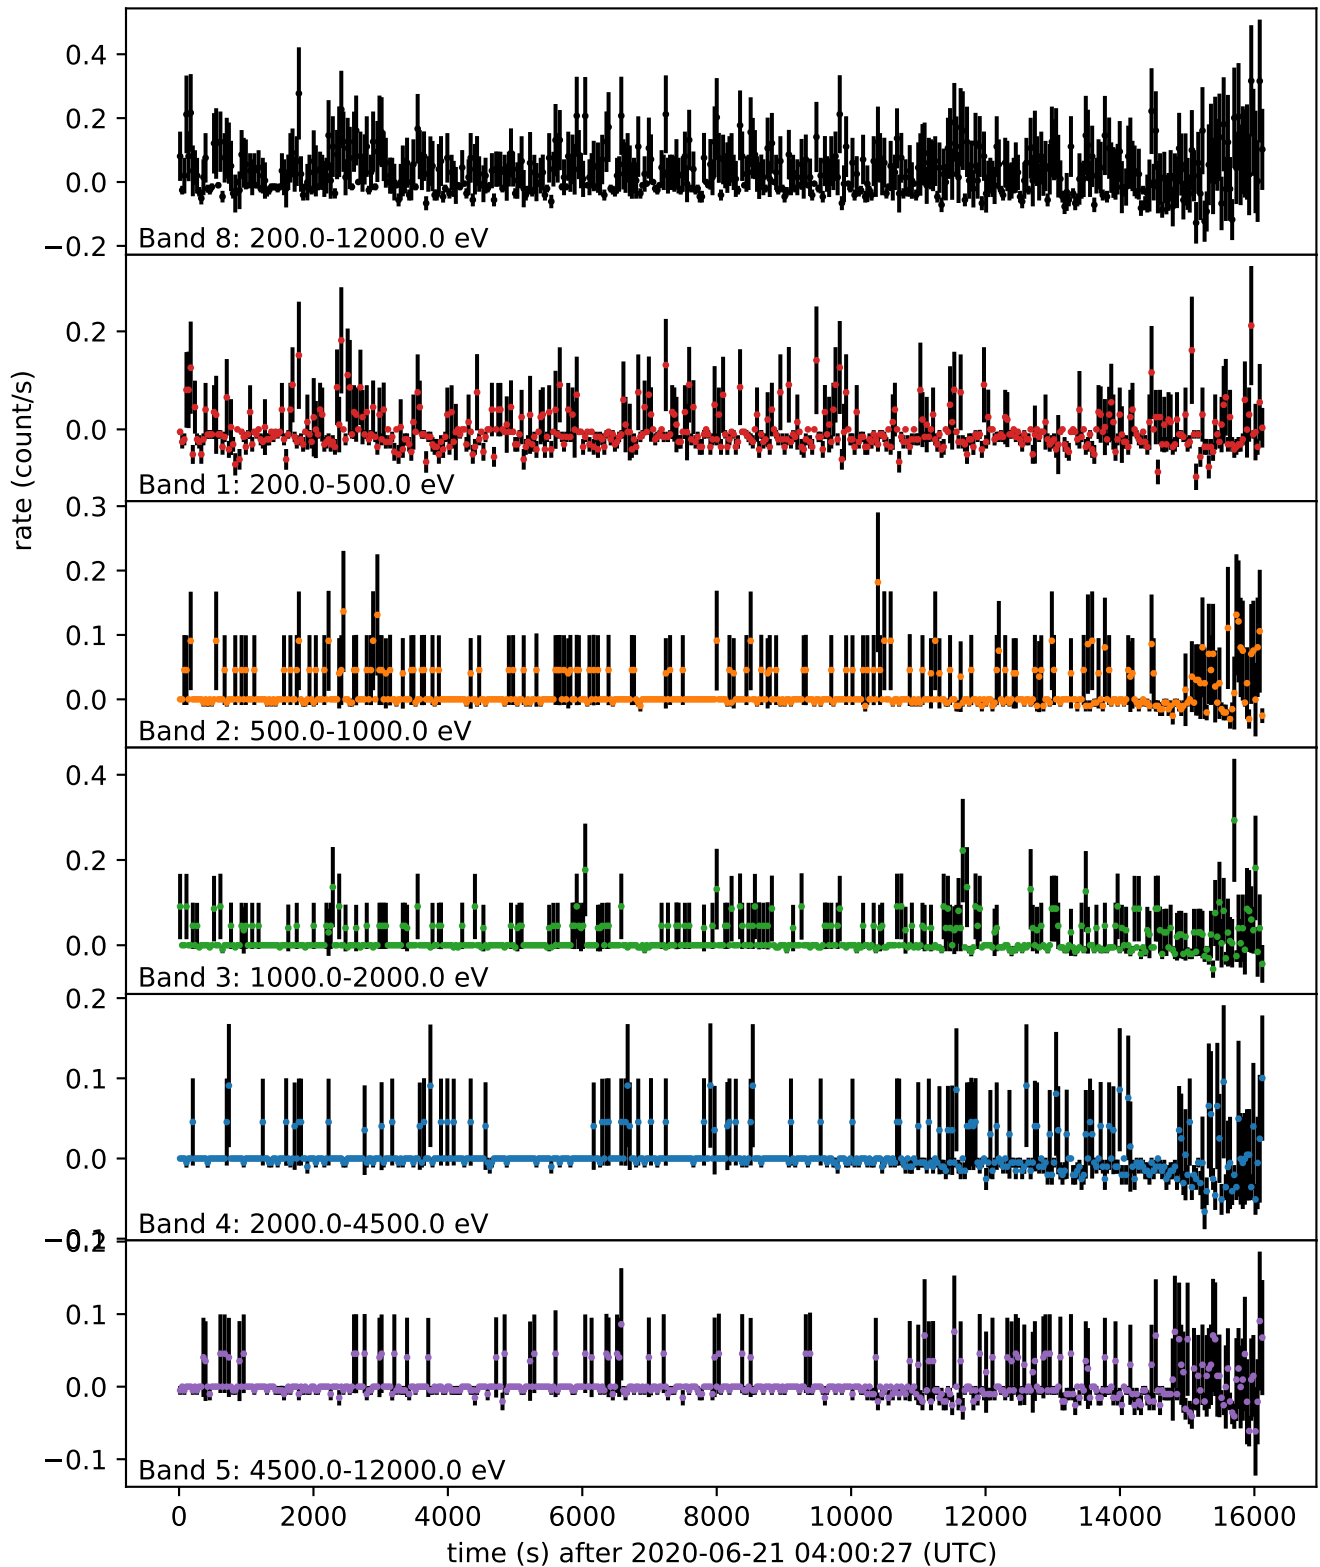 rate (count/s)
0.4
0.2
0.0
−0.2
Band 8: 200.0-12000.0 eV
0.2
0.0
Band 1: 200.0-500.0 eV
0.3
0.2
0.1
0.0
Band 2: 500.0-1000.0 eV
0.4
0.2
0.0
Band 3: 1000.0-2000.0 eV
0.2
0.1
0.0
−0.1
Band 4: 2000.0-4500.0 eV
0.2
0.1
0.0
−0.1
Band 5: 4500.0-12000.0 eV
0 2000 4000 6000 8000 10000 12000 14000 16000
time (s) after 2020-06-21 04:00:27 (UTC)